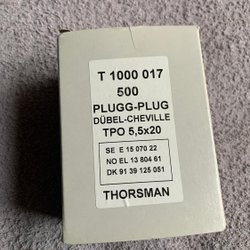 T 1000 017
500
PLUGG-PLUG
DÜBEL-CHEVILLE
TPO 5,5x20
SE E 15 070 22
NO EL 13 804 61
DK 91 39 125 051
THORSMAN